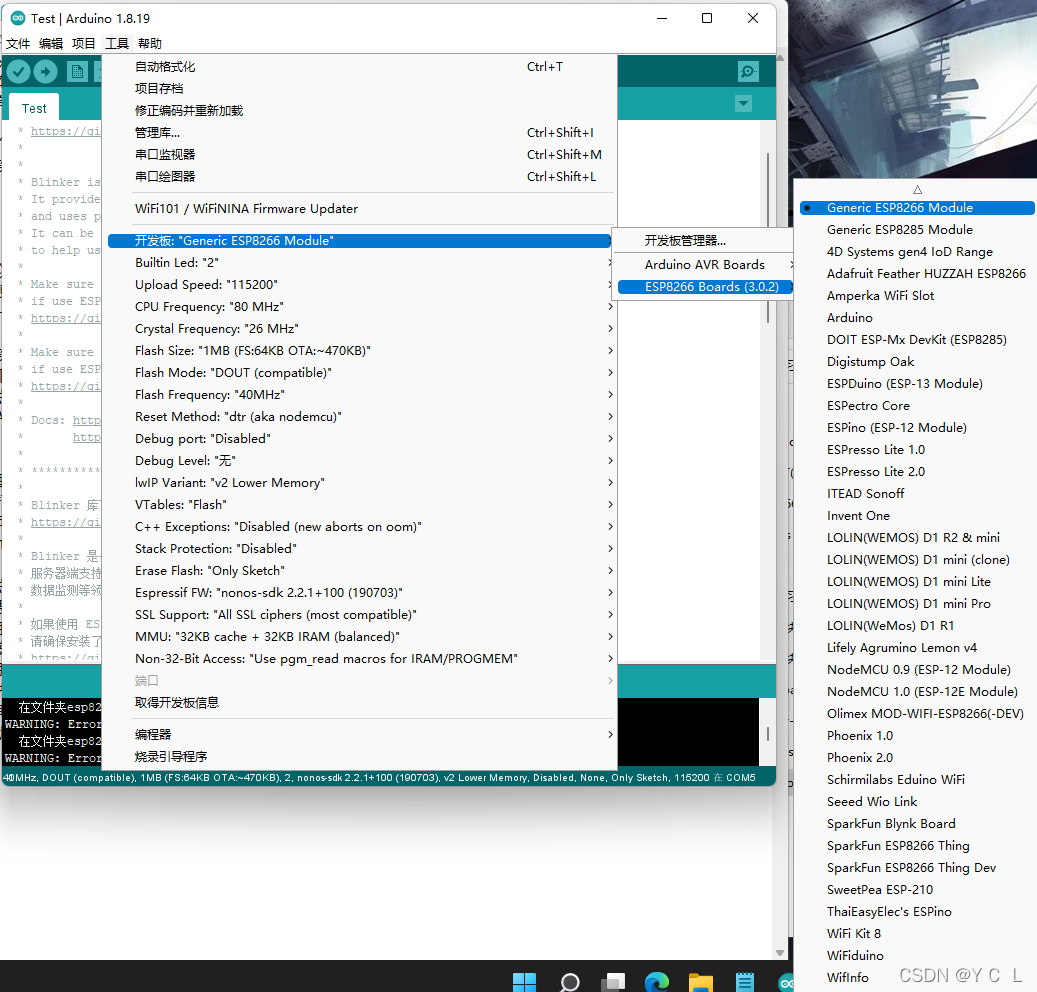 Test | Arduino 1.8.19
文件 编辑 项目 工具 帮助
Test
* https://gi
*
*
* Blinker is
* It provide
* and uses p
* It can be
* to help us
*
* Make sure
* if use ESP
* https://gi
*
* Make sure
* if use ESP
* https://gi
*
* Docs: http
http
*
* **********
*
* Blinker 库
* https://gi
*
* Blinker 是
* 服务器端支持
* 数据监测等领
*
* 如果使用 ES
* 请确保安装了
* https://gi
在文件夹esp82
WARNING: Error
在文件夹esp82
WARNING: Error
40MHz, DOUT (compatible), 1MB (FS:64KB OTA:~470KB), 2, nonos-sdk 2.2.1+100 (190703), v2 Lower Memory, Disabled, None, Only Sketch, 115200 在 COM5
自动格式化 Ctrl+T
项目存档
修正编码并重新加载
管理库... Ctrl+Shift+I
串口监视器 Ctrl+Shift+M
串口绘图器 Ctrl+Shift+L
WiFi101 / WiFiNINA Firmware Updater
开发板: "Generic ESP8266 Module"
Builtin Led: "2"
Upload Speed: "115200"
CPU Frequency: "80 MHz"
Crystal Frequency: "26 MHz"
Flash Size: "1MB (FS:64KB OTA:~470KB)"
Flash Mode: "DOUT (compatible)"
Flash Frequency: "40MHz"
Reset Method: "dtr (aka nodemcu)"
Debug port: "Disabled"
Debug Level: "无"
lwIP Variant: "v2 Lower Memory"
VTables: "Flash"
C++ Exceptions: "Disabled (new aborts on oom)"
Stack Protection: "Disabled"
Erase Flash: "Only Sketch"
Espressif FW: "nonos-sdk 2.2.1+100 (190703)"
SSL Support: "All SSL ciphers (most compatible)"
MMU: "32KB cache + 32KB IRAM (balanced)"
Non-32-Bit Access: "Use pgm_read macros for IRAM/PROGMEM"
端口
取得开发板信息
编程器
烧录引导程序
开发板管理器...
Arduino AVR Boards
ESP8266 Boards (3.0.2)
Generic ESP8266 Module
Generic ESP8285 Module
4D Systems gen4 IoD Range
Adafruit Feather HUZZAH ESP8266
Amperka WiFi Slot
Arduino
DOIT ESP-Mx DevKit (ESP8285)
Digistump Oak
ESPDuino (ESP-13 Module)
ESPectro Core
ESPino (ESP-12 Module)
ESPresso Lite 1.0
ESPresso Lite 2.0
ITEAD Sonoff
Invent One
LOLIN(WEMOS) D1 R2 & mini
LOLIN(WEMOS) D1 mini (clone)
LOLIN(WEMOS) D1 mini Lite
LOLIN(WEMOS) D1 mini Pro
LOLIN(WeMos) D1 R1
Lifely Agrumino Lemon v4
NodeMCU 0.9 (ESP-12 Module)
NodeMCU 1.0 (ESP-12E Module)
Olimex MOD-WIFI-ESP8266(-DEV)
Phoenix 1.0
Phoenix 2.0
Schirmilabs Eduino WiFi
Seeed Wio Link
SparkFun Blynk Board
SparkFun ESP8266 Thing
SparkFun ESP8266 Thing Dev
SweetPea ESP-210
ThaiEasyElec's ESPino
WiFi Kit 8
WiFiduino
WifInfo
CSDN @Y C L